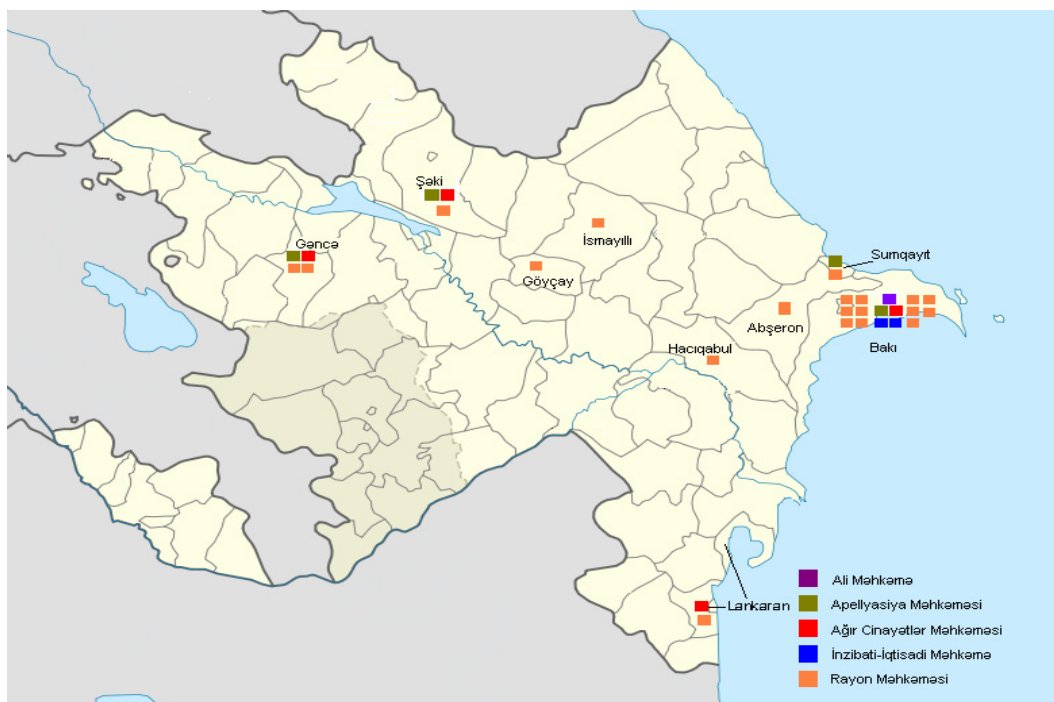 Şəki
İsmayıllı
Gəncə
Sumqayıt
Göyçay
Abşeron
Hacıqabul
Bakı
Lankaran
Ali Məhkəmə
Apellyasiya Məhkəməsi
Ağır Cinayətlər Məhkəməsi
İnzibati-İqtisadi Məhkəmə
Rayon Məhkəməsi